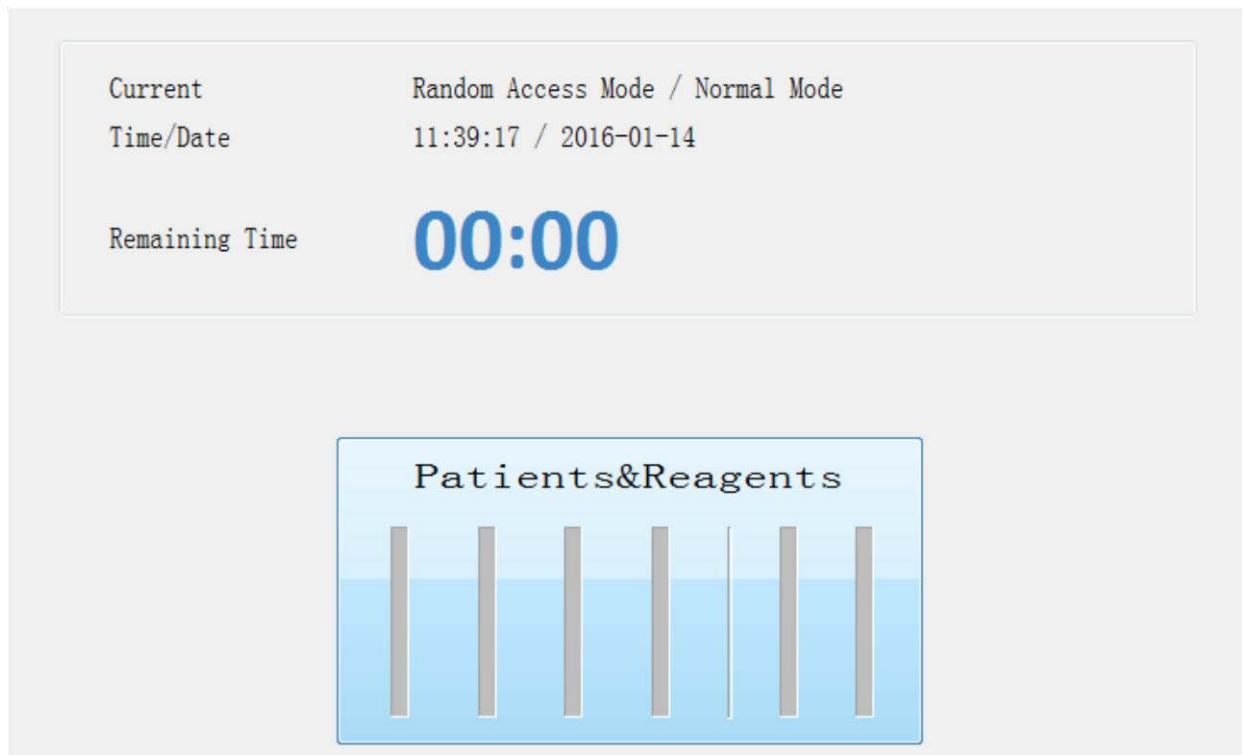 Current Random Access Mode / Normal Mode
Time/Date 11:39:17 / 2016-01-14
Remaining Time 00:00
Patients&Reagents